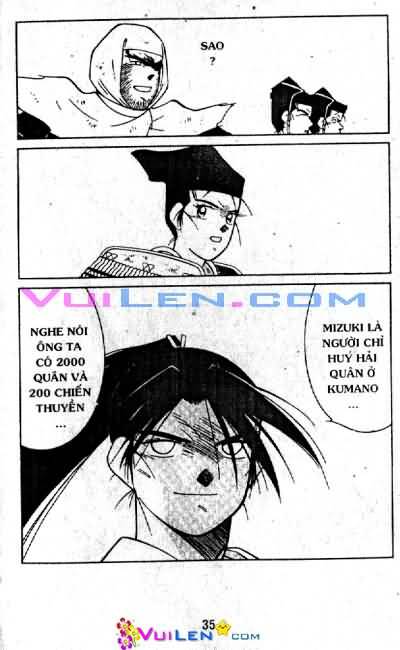 SAO
?
VUILEN.COM
MIZUKI LÀ
NGƯỜI CHỈ
HUÝ HẢI
QUÂN Ở
KUMANO
...
NGHE NÓI
ÔNG TA
CÓ 2000
QUÂN VÀ
200 CHIẾN
THUYỀN
...
35
VUILEN.COM